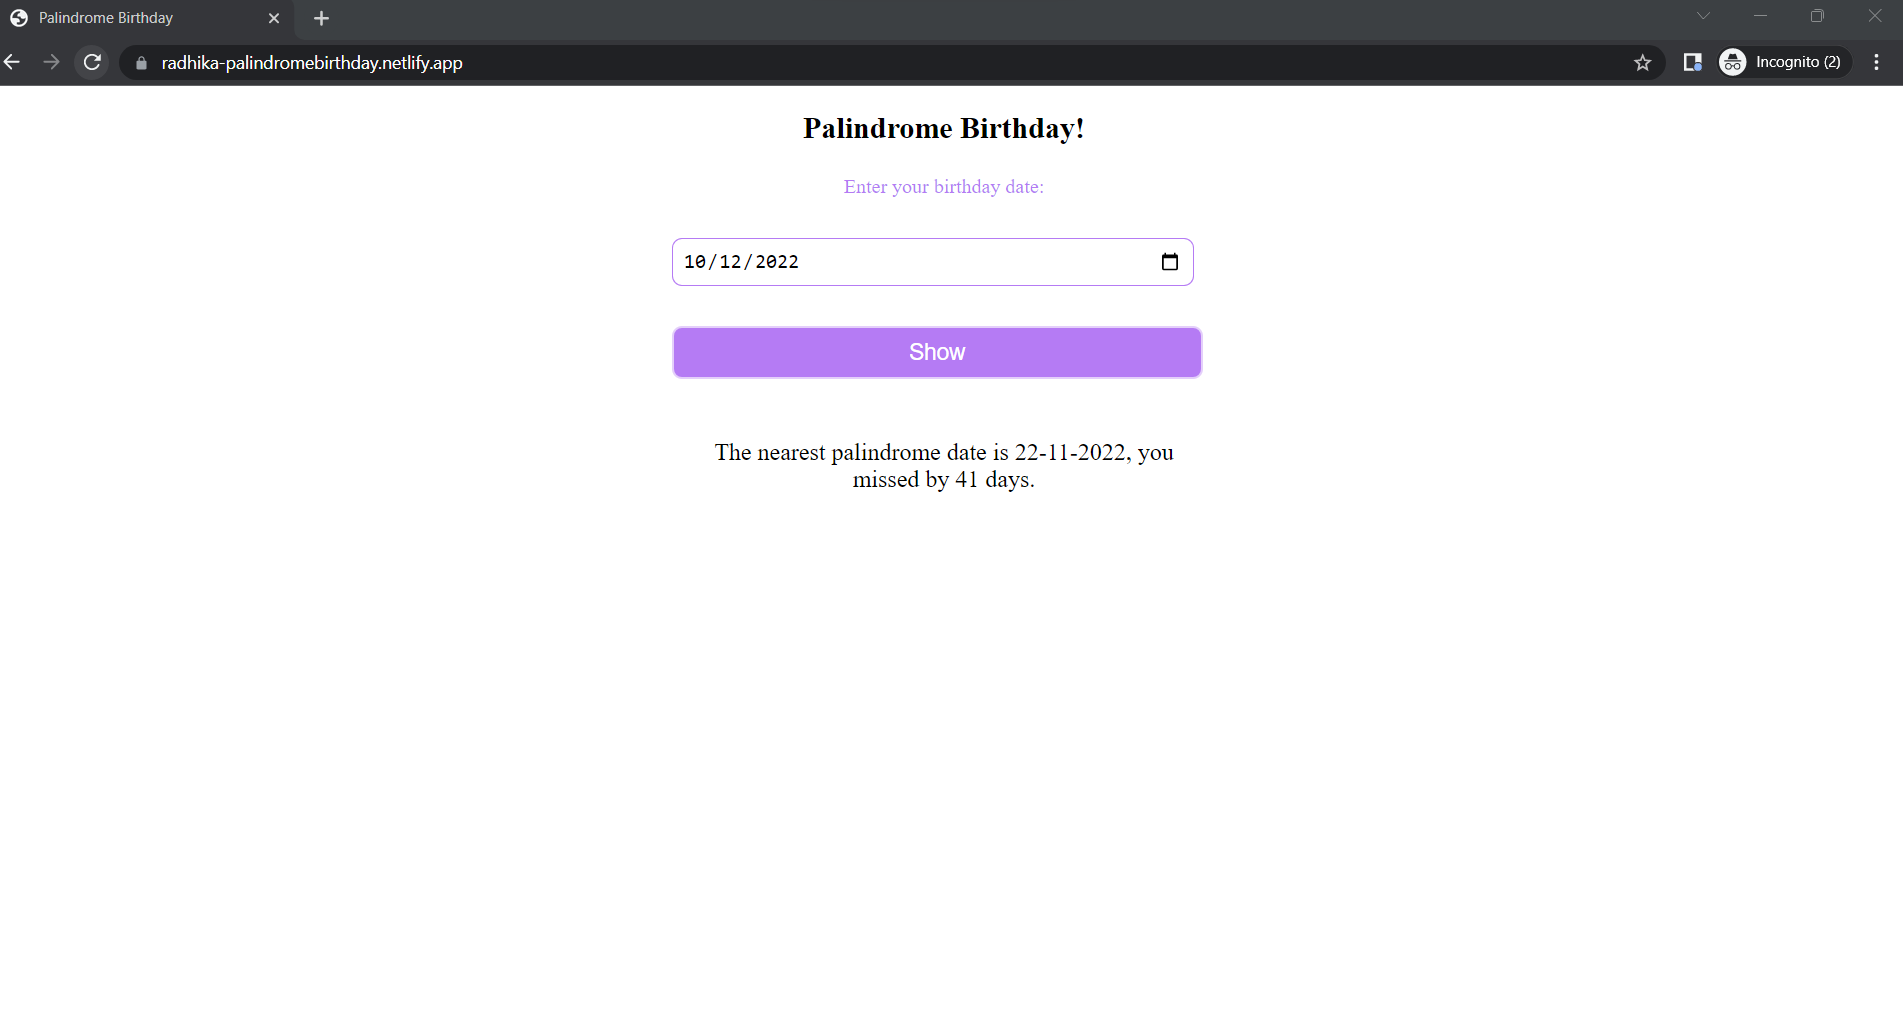 Palindrome Birthday
radhika-palindromebirthday.netlify.app
Incognito (2)
Palindrome Birthday!
Enter your birthday date:
10/12/2022
Show
The nearest palindrome date is 22-11-2022, you
missed by 41 days.